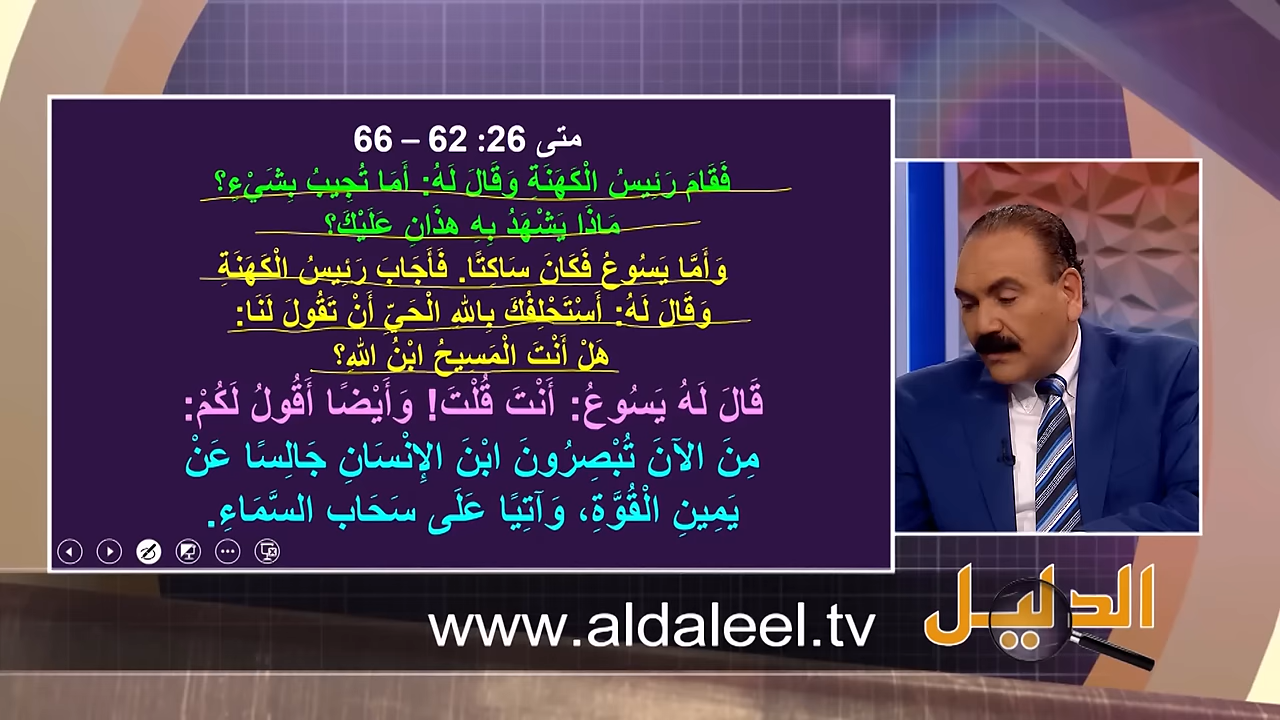 متى 26: 62 – 66
فَقَامَ رَئِيسُ الْكَهَنَةِ وَقَالَ لَهُ: أَمَا تُجِيبُ بِشَيْءٍ؟
مَاذَا يَشْهَدُ بِهِ هذَانِ عَلَيْكَ؟
وَأَمَّا يَسُوعُ فَكَانَ سَاكِتًا. فَأَجَابَ رَئِيسُ الْكَهَنَةِ
وَقَالَ لَهُ: أَسْتَحْلِفُكَ بِاللهِ الْحَيِّ أَنْ تَقُولَ لَنَا:
هَلْ أَنْتَ الْمَسِيحُ ابْنُ اللهِ؟
قَالَ لَهُ يَسُوعُ: أَنْتَ قُلْتَ! وَأَيْضًا أَقُولُ لَكُمْ:
مِنَ الآنَ تُبْصِرُونَ ابْنَ الإِنْسَانِ جَالِسًا عَنْ
يَمِينِ الْقُوَّةِ، وَآتِيًا عَلَى سَحَاب السَّمَاءِ.
www.aldaleel.tv
الدليل